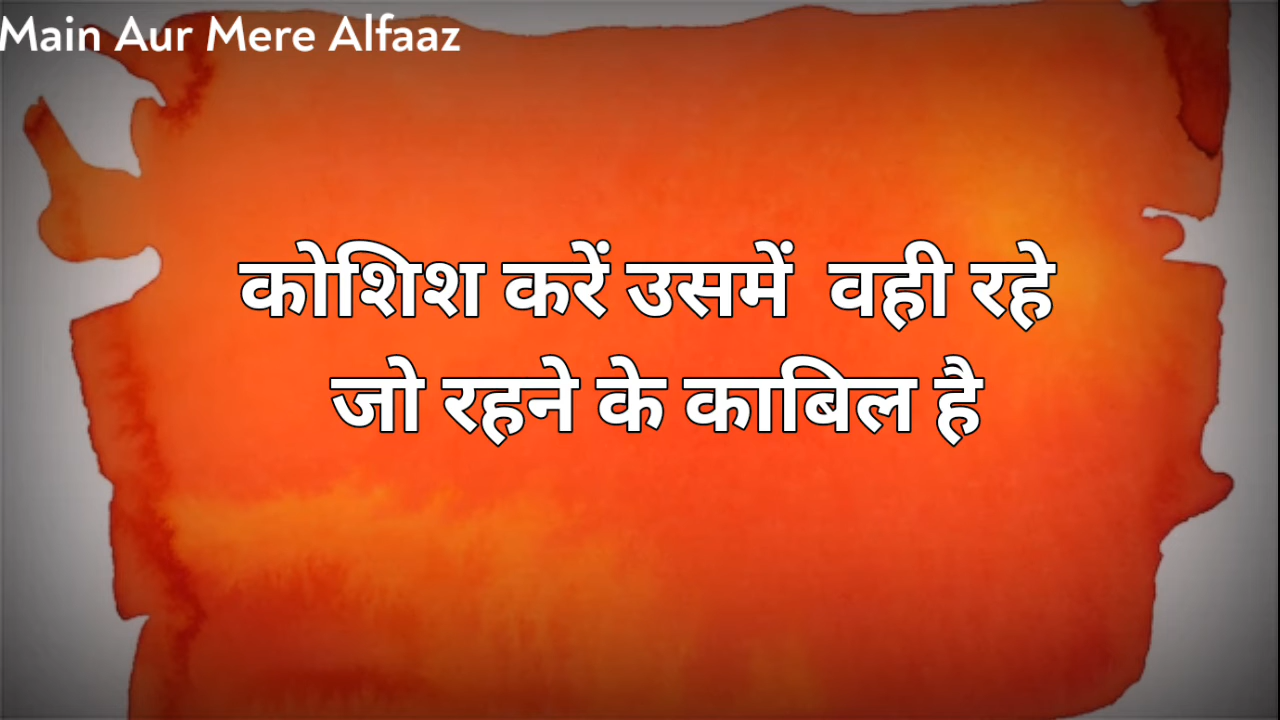 Main Aur Mere Alfaaz
कोशिश करें उसमें वही रहे
जो रहने के काबिल है